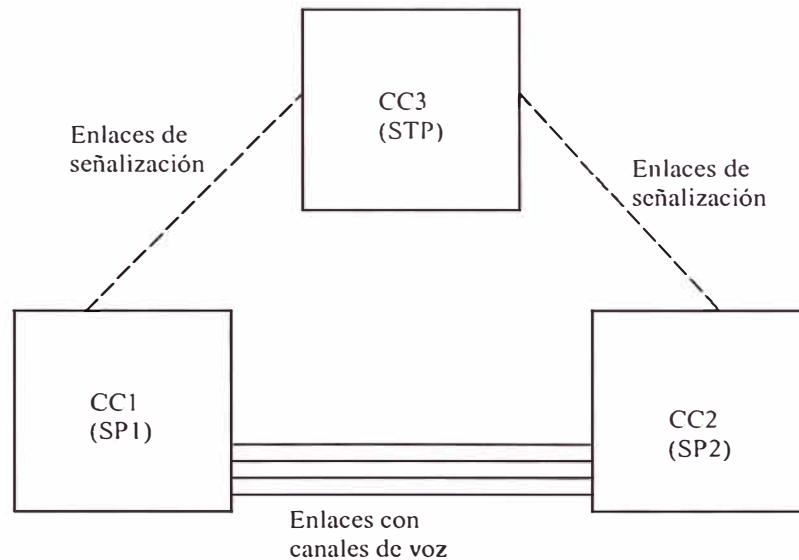 CC3
(STP)
Enlaces de
señalización
Enlaces de
señalización
CC1
(SP1)
CC2
(SP2)
Enlaces con
canales de voz